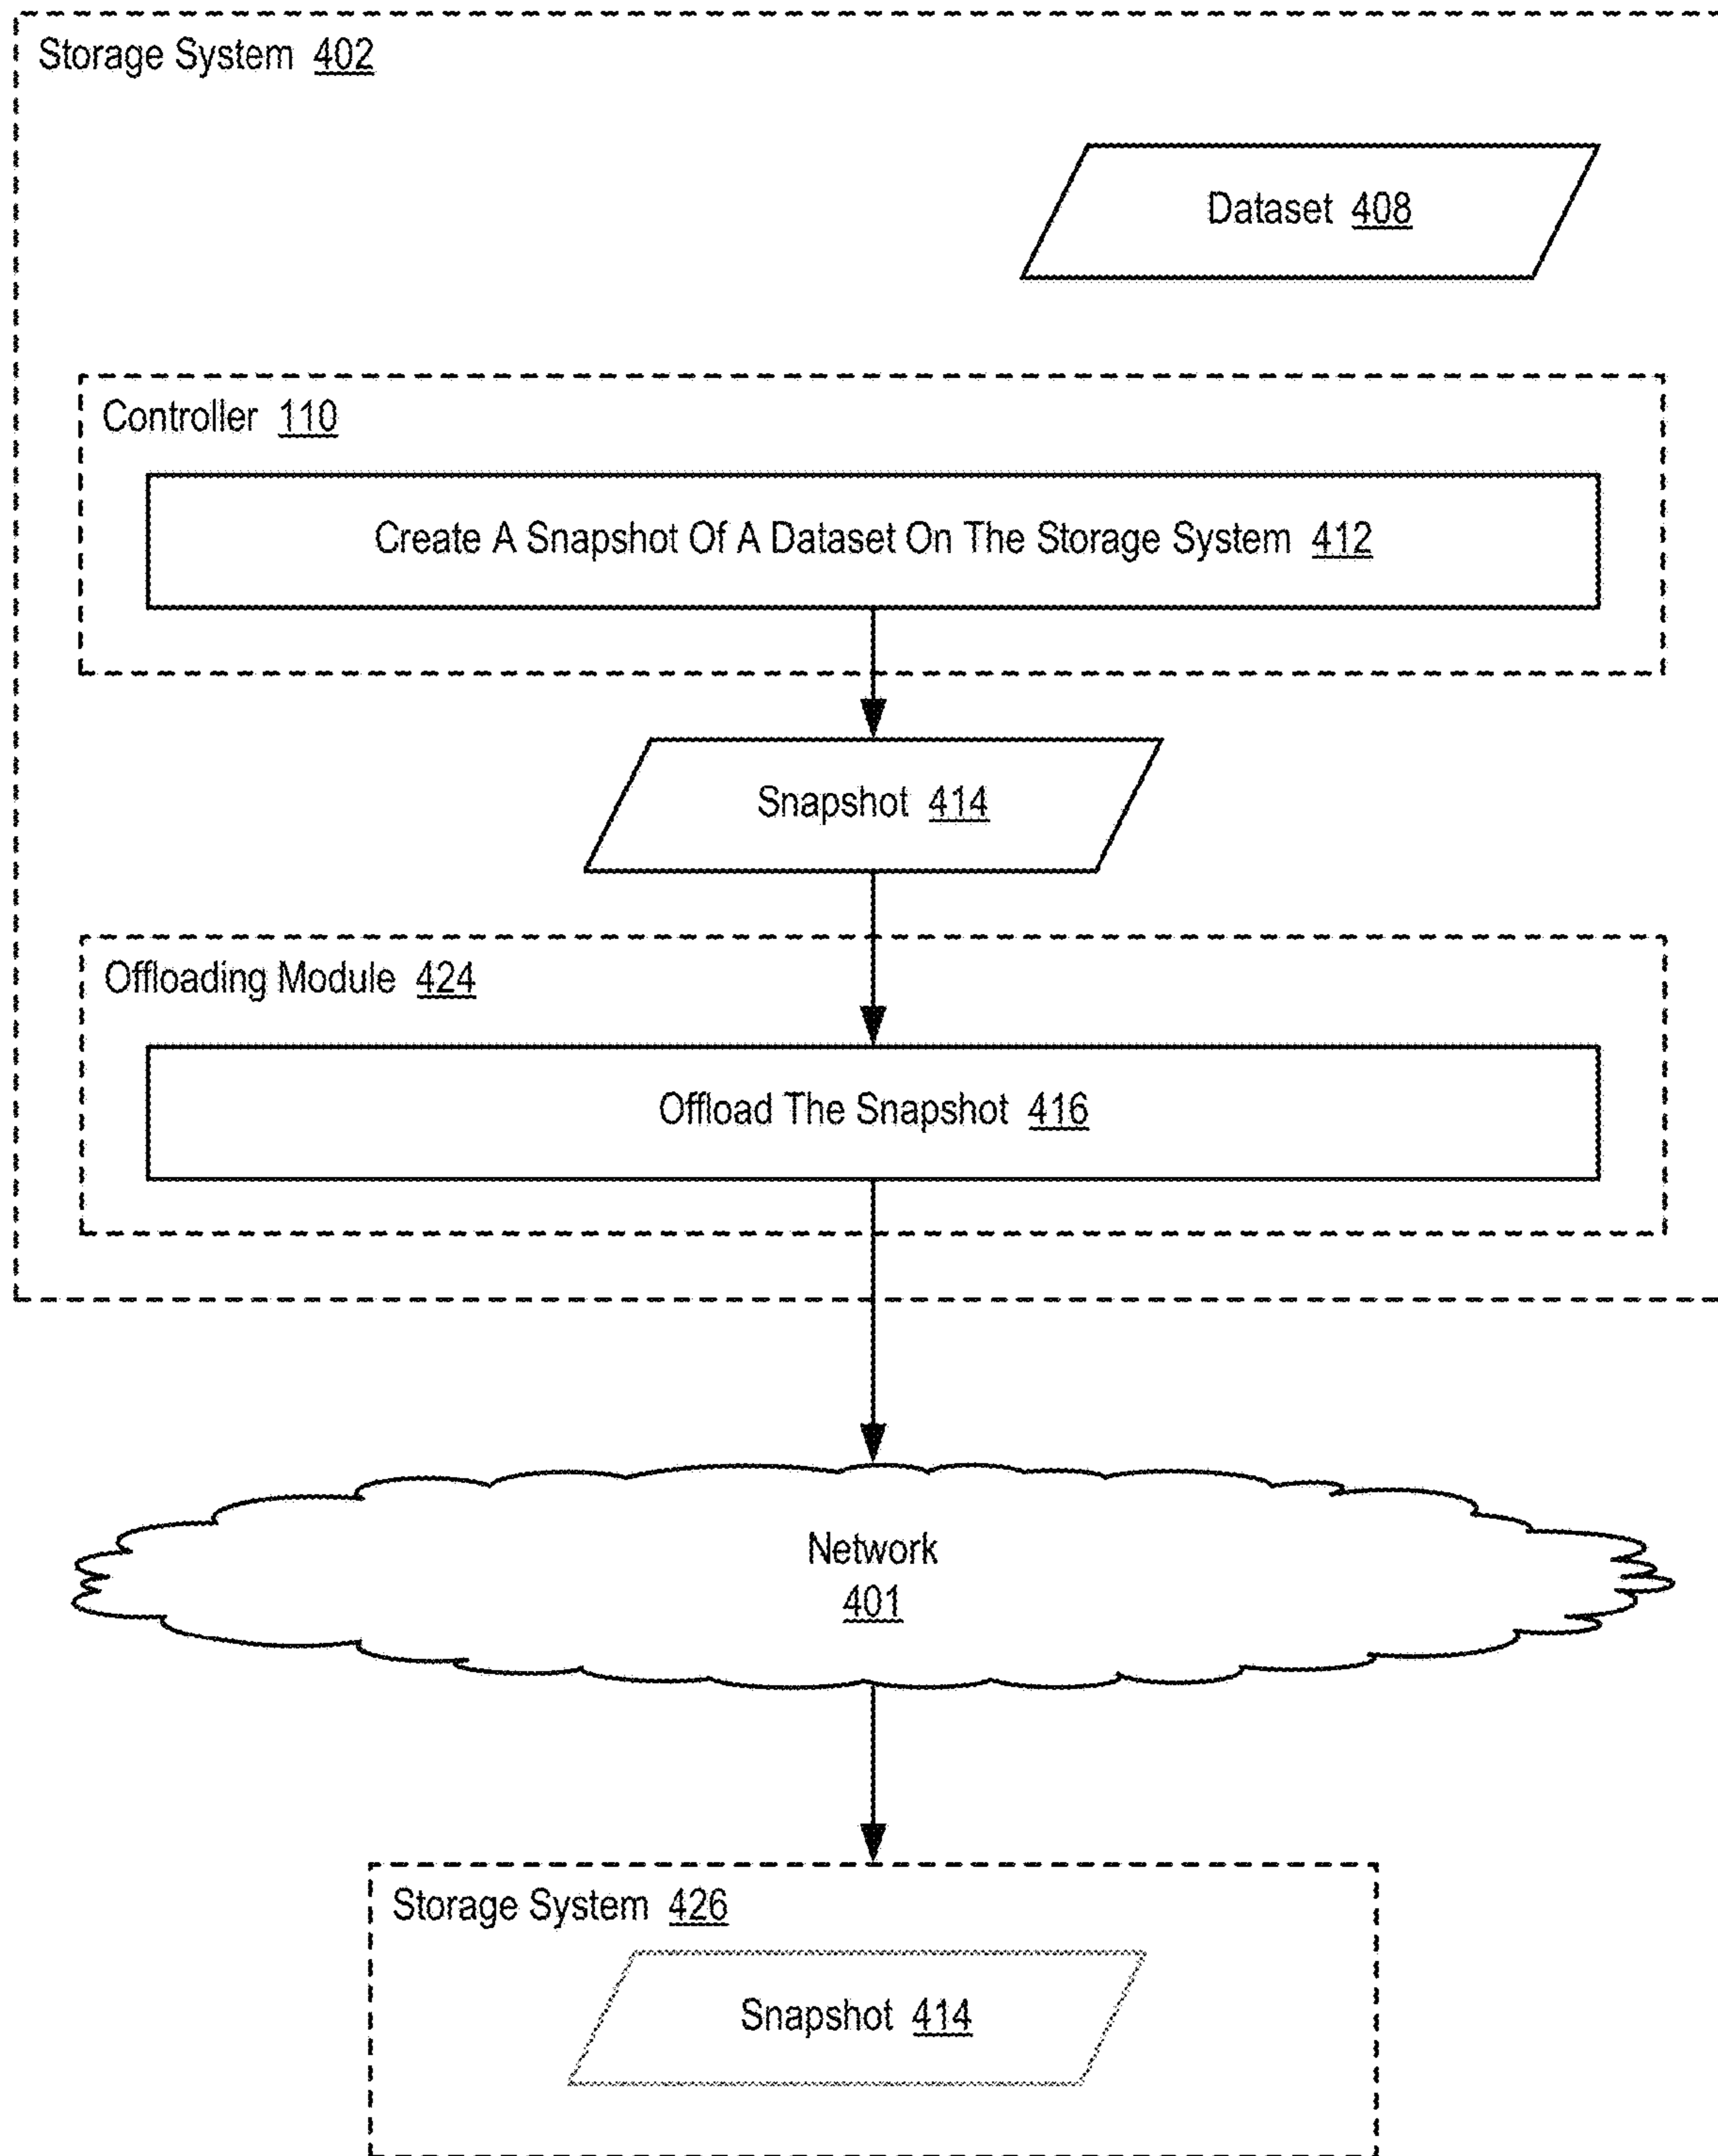 Storage System 402
Dataset 408
Controller 110
Create A Snapshot Of A Dataset On The Storage System 412
Snapshot 414
Offloading Module 424
Offload The Snapshot 416
Network
401
Storage System 426
Snapshot 414